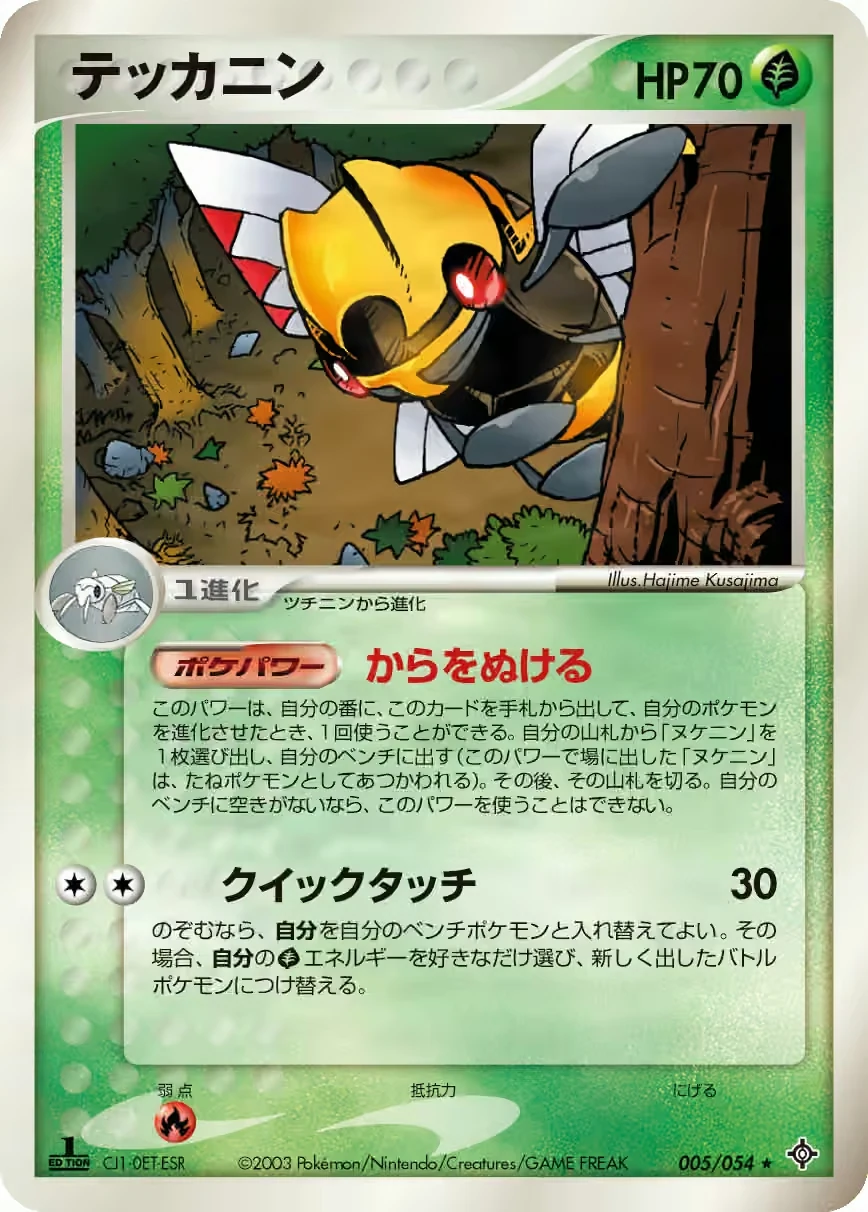 テッカニン HP70
Illus.Hajime Kusajima
1進化
ツチニンから進化
ポケパワー からをぬける
このパワーは、自分の番に、このカードを手札から出して、自分のポケモン
を進化させたとき、1回使うことができる。自分の山札から「ヌケニン」を
1枚選び出し、自分のベンチに出す(このパワーで場に出した「ヌケニン」
は、たねポケモンとしてあつかわれる)。その後、その山札を切る。自分の
ベンチに空きがないなら、このパワーを使うことはできない。
クイックタッチ 30
のぞむなら、自分を自分のベンチポケモンと入れ替えてよい。その
場合、自分のエネルギーを好きなだけ選び、新しく出したバトル
ポケモンにつけ替える。
弱点 抵抗力 にげる
1 EDITION CJ1-0ET-ESR ©2003 Pokémon/Nintendo/Creatures/GAME FREAK 005/054 ★